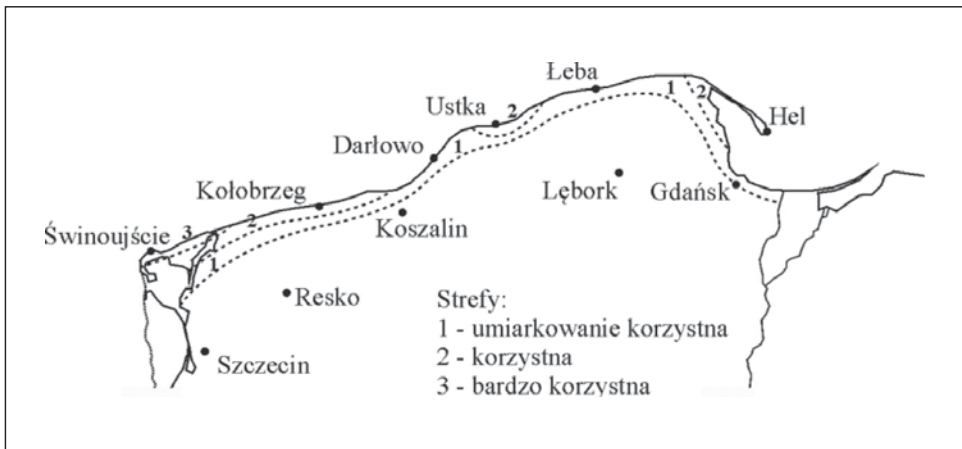 Łeba
1
2
Hel
Ustka
2
Darłowo
1
Lębork
Gdańsk
Kołobrzeg
Koszalin
Świnoujście
3
2
1
Resko
Szczecin
Strefy:
1 - umiarkowanie korzystna
2 - korzystna
3 - bardzo korzystna